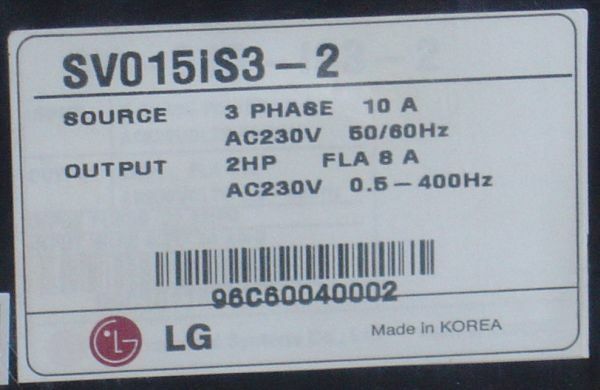 SV015iS3-2
SOURCE 3 PHASE 10 A
AC230V 50/60Hz
OUTPUT 2HP FLA 8 A
AC230V 0.5-400Hz
96C60040002
LG Made in KOREA